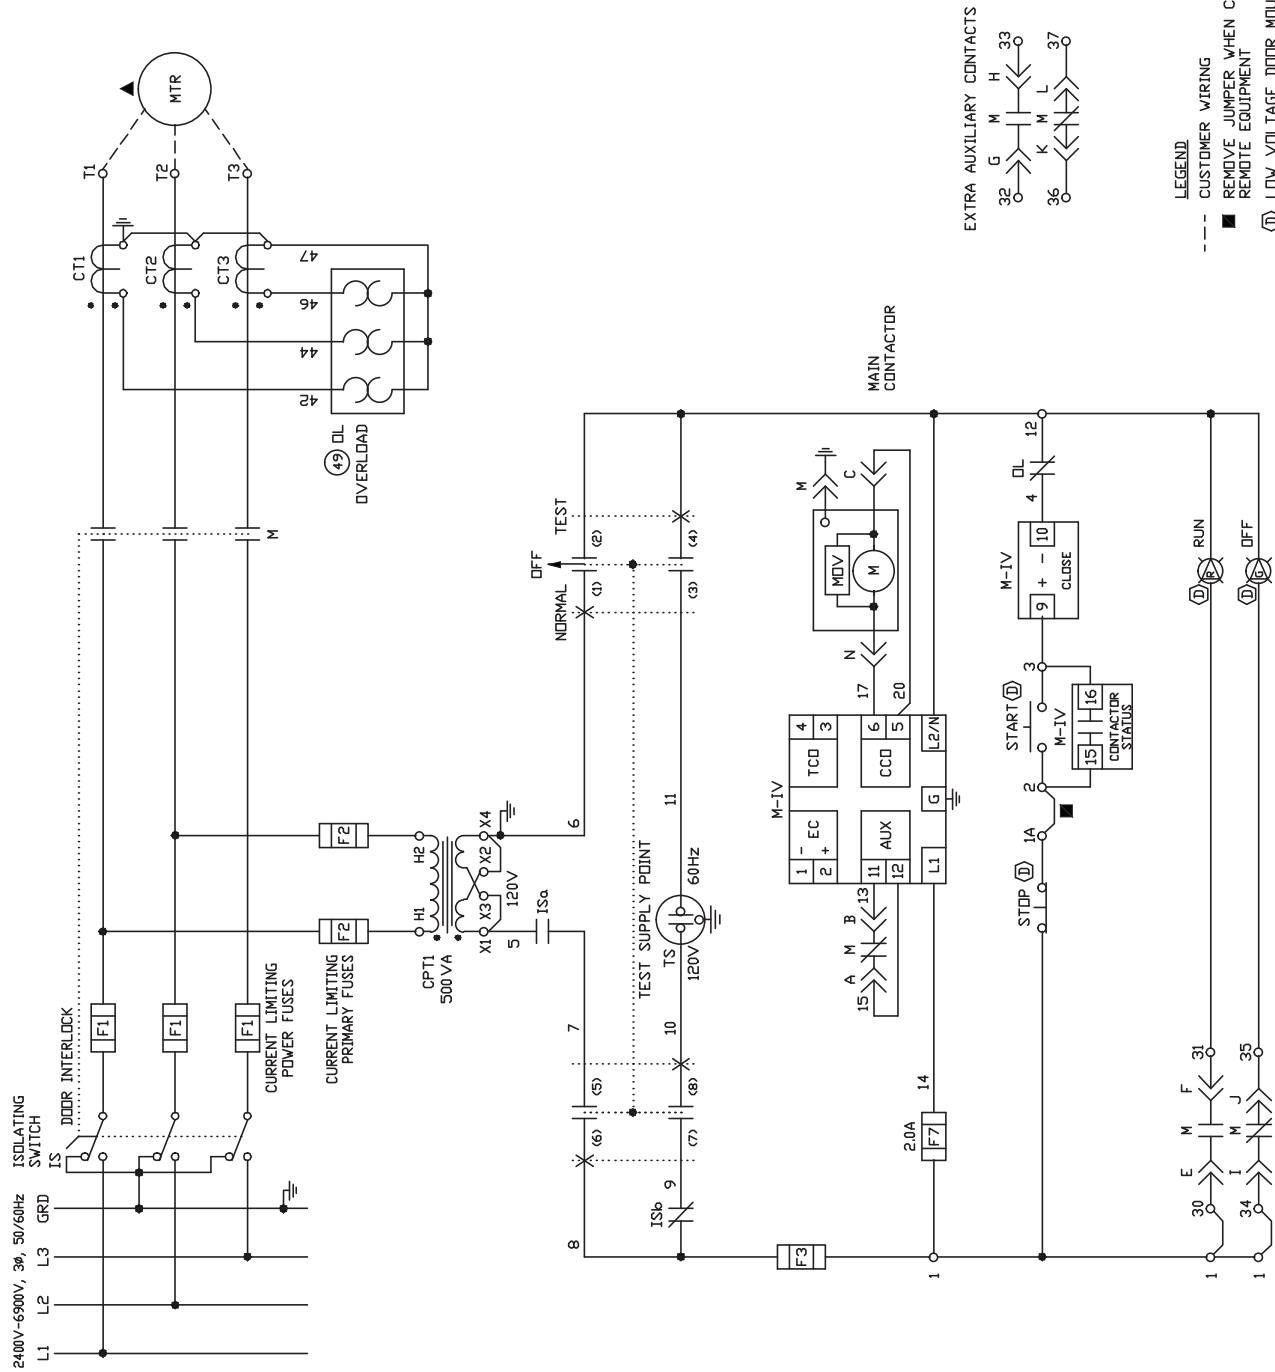 2400V-6900V, 3ø, 50/60Hz
ISOLATING
SWITCH
L1
L2
L3
GRD
IS
DOOR INTERLOCK
F1
CT1
T1
F1
CT2
T2
MTR
F1
M
CT3
T3
CURRENT LIMITING
POWER FUSES
CURRENT LIMITING
PRIMARY FUSES
F2
F2
42
44
46
47
49 OL
OVERLOAD
H1
H2
CPT1
500VA
X1
X3
X2
X4
120V
5
ISa
6
OFF
NORMAL
TEST
8
7
(6)
(5)
(1)
(2)
TEST SUPPLY POINT
ISb
9
10
11
(7)
(8)
(3)
(4)
TS
120V
60Hz
F3
M-IV
MAIN
CONTACTOR
1
2
EC
-
+
TCO
4
3
MOV
M
M
15
A
M
B
13
11
12
AUX
CCO
6
5
17
20
N
C
2.0A
F7
14
L1
G
L2/N
1
STOP
D
1A
2
START
D
3
M-IV
9
+
-
10
CLOSE
4
OL
12
M-IV
15
16
CONTACTOR
STATUS
1
30
E
M
F
31
D
R
RUN
1
34
I
M
J
35
D
G
OFF
EXTRA AUXILIARY CONTACTS
32
G
M
H
33
36
K
M
L
37
LEGEND
CUSTOMER WIRING
REMOVE JUMPER WHEN C
REMOTE EQUIPMENT
D LOW VOLTAGE DOOR MOU